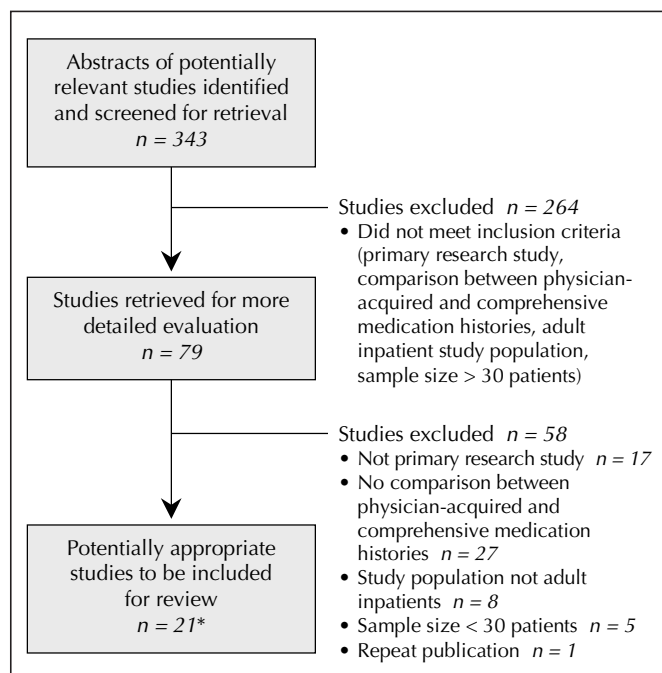 Abstracts of potentially
relevant studies identified
and screened for retrieval
n = 343
Studies excluded n = 264
• Did not meet inclusion criteria
(primary research study,
comparison between physician-
acquired and comprehensive
medication histories, adult
inpatient study population,
sample size > 30 patients)
Studies retrieved for more
detailed evaluation
n = 79
Studies excluded n = 58
• Not primary research study n = 17
• No comparison between
physician-acquired and
comprehensive medication
histories n = 27
• Study population not adult
inpatients n = 8
• Sample size < 30 patients n = 5
• Repeat publication n = 1
Potentially appropriate
studies to be included
for review
n = 21*